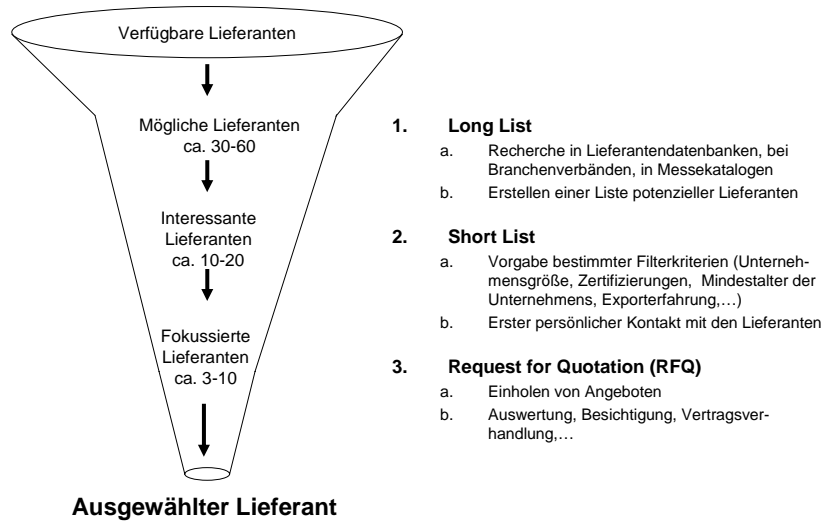 Verfügbare Lieferanten
Mögliche Lieferanten
ca. 30-60
Interessante
Lieferanten
ca. 10-20
Fokussierte
Lieferanten
ca. 3-10
Ausgewählter Lieferant
1. Long List
a. Recherche in Lieferantendatenbanken, bei
Branchenverbänden, in Messekatalogen
b. Erstellen einer Liste potenzieller Lieferanten
2. Short List
a. Vorgabe bestimmter Filterkriterien (Unterneh-
mensgröße, Zertifizierungen, Mindestalter der
Unternehmens, Exporterfahrung,...)
b. Erster persönlicher Kontakt mit den Lieferanten
3. Request for Quotation (RFQ)
a. Einholen von Angeboten
b. Auswertung, Besichtigung, Vertragsver-
handlung,...